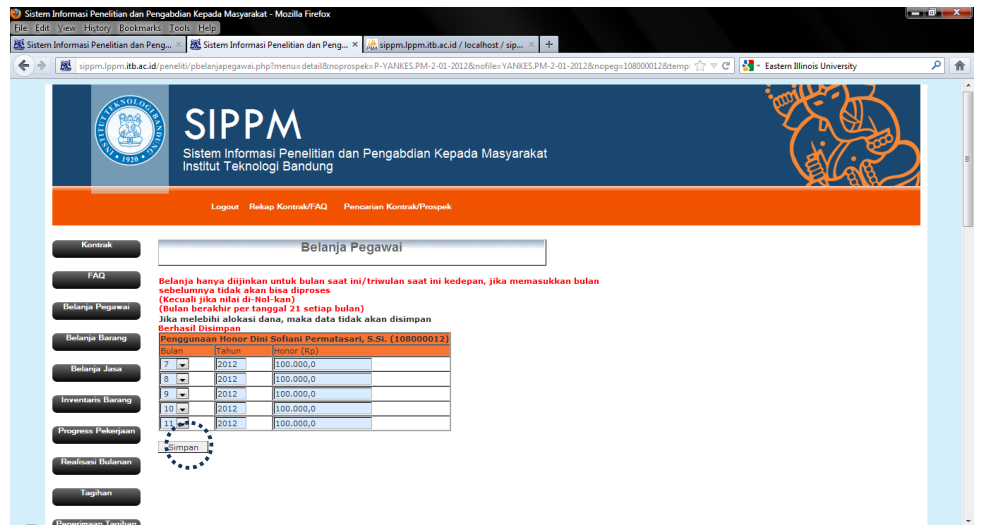 Sistem Informasi Penelitian dan Pengabdian Kepada Masyarakat - Mozilla Firefox
File Edit View History Bookmarks Tools Help
Sistem Informasi Penelitian dan Peng... × Sistem Informasi Penelitian dan Peng... × sippm.lppm.itb.ac.id / localhost / sip... × +
sippm.lppm.itb.ac.id/peneliti/pbelanjapegawai.php?menu=detail&noprospek=P-YANKES.PM-2-01-2012&nofile=YANKES.PM-2-01-2012&nopeg=108000012&temp Eastern Illinois University
1920
SIPPM
Sistem Informasi Penelitian dan Pengabdian Kepada Masyarakat
Institut Teknologi Bandung
Logout Rekap Kontrak/FAQ Pencarian Kontrak/Prospek
Kontrak
FAQ
Belanja Pegawai
Belanja Barang
Belanja Jasa
Inventaris Barang
Progress Pekerjaan
Realisasi Bulanan
Tagihan
Penerimaan Tagihan
Belanja Pegawai
Belanja hanya diijinkan untuk bulan saat ini/triwulan saat ini kedepan, jika memasukkan bulan
sebelumnya tidak akan bisa diproses
(Kecuali jika nilai di-Nol-kan)
(Bulan berakhir per tanggal 21 setiap bulan)
Jika melebihi alokasi dana, maka data tidak akan disimpan
Berhasil Disimpan
Penggunaan Honor Dini Sofiani Permatasari, S.Si. (108000012)
Bulan Tahun Honor (Rp)
7 2012 100.000,0
8 2012 100.000,0
9 2012 100.000,0
10 2012 100.000,0
11 2012 100.000,0
Simpan